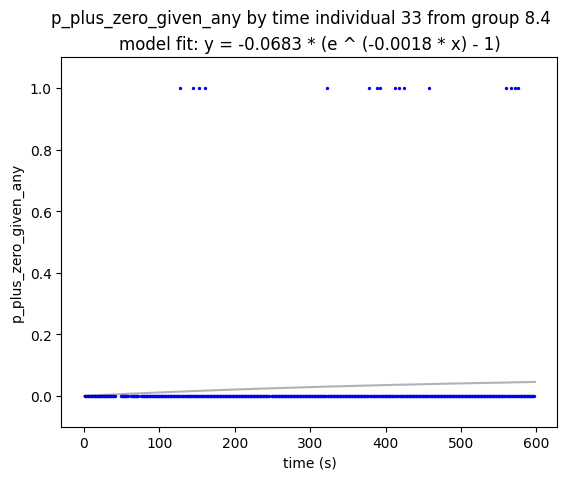 p_plus_zero_given_any by time individual 33 from group 8.4
model fit: y = -0.0683 * (e ^ (-0.0018 * x) - 1)
1.0
0.8
0.6
0.4
0.2
0.0
p_plus_zero_given_any
0 100 200 300 400 500 600
time (s)